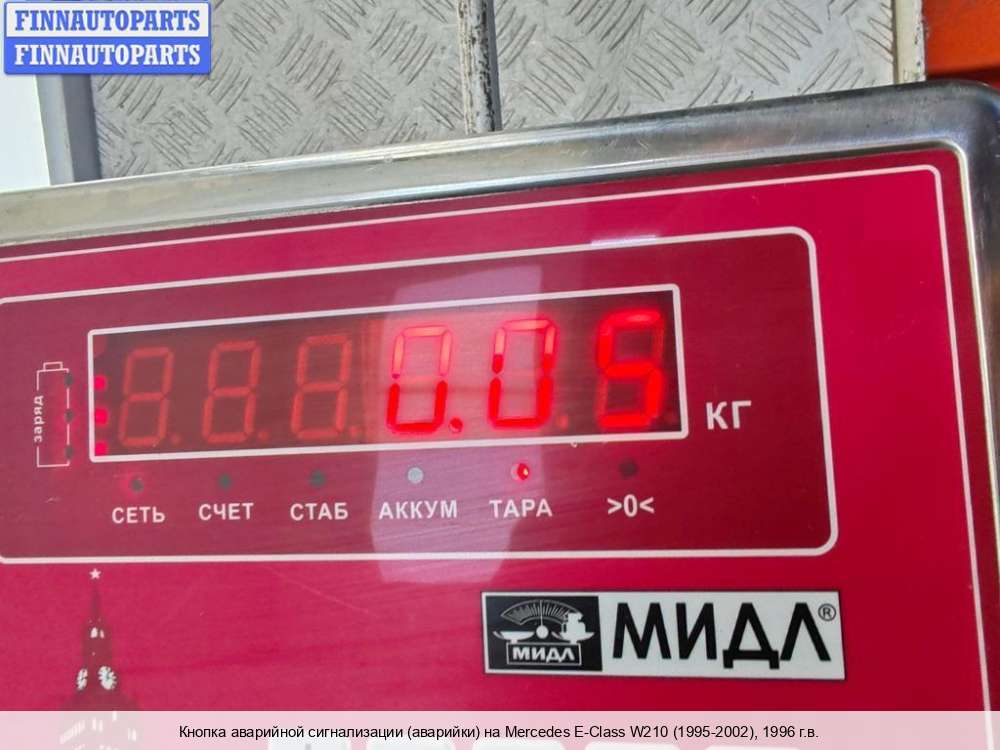 FINNAUTOPARTS
FINNAUTOPARTS
заряд
0.05 КГ
СЕТЬ СЧЕТ СТАБ АККУМ ТАРА >0<
МИДЛ МИДЛ®
Кнопка аварийной сигнализации (аварийки) на Mercedes E-Class W210 (1995-2002), 1996 г.в.